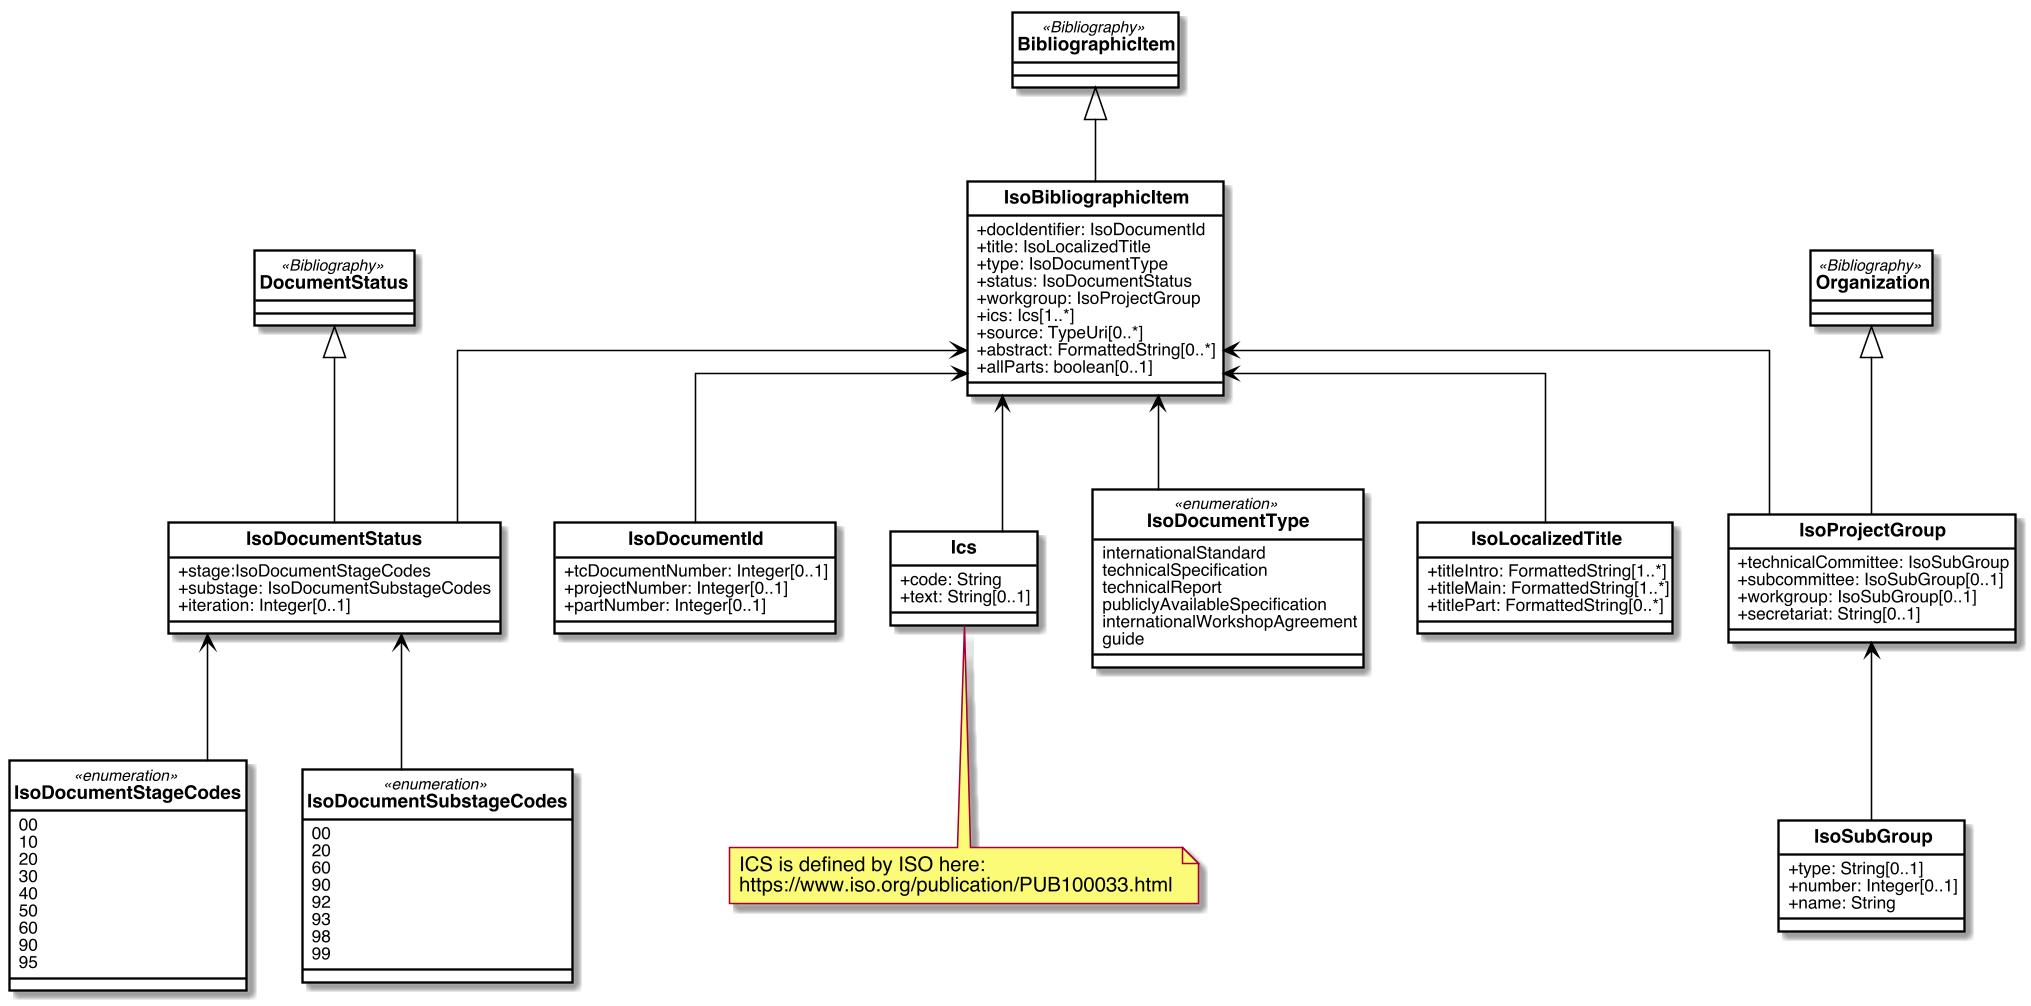 «Bibliography»
BibliographicItem
IsoBibliographicItem
+docIdentifier: IsoDocumentId
+title: IsoLocalizedTitle
+type: IsoDocumentType
+status: IsoDocumentStatus
+workgroup: IsoProjectGroup
+ics: Ics[1..*]
+source: TypeUri[0..*]
+abstract: FormattedString[0..*]
+allParts: boolean[0..1]
«Bibliography»
DocumentStatus
«Bibliography»
Organization
IsoDocumentStatus
+stage:IsoDocumentStageCodes
+substage: IsoDocumentSubstageCodes
+iteration: Integer[0..1]
IsoDocumentId
+tcDocumentNumber: Integer[0..1]
+projectNumber: Integer[0..1]
+partNumber: Integer[0..1]
Ics
+code: String
+text: String[0..1]
«enumeration»
IsoDocumentType
internationalStandard
technicalSpecification
technicalReport
publiclyAvailableSpecification
internationalWorkshopAgreement
guide
IsoLocalizedTitle
+titleIntro: FormattedString[1..*]
+titleMain: FormattedString[1..*]
+titlePart: FormattedString[0..*]
IsoProjectGroup
+technicalCommittee: IsoSubGroup
+subcommittee: IsoSubGroup[0..1]
+workgroup: IsoSubGroup[0..1]
+secretariat: String[0..1]
«enumeration»
IsoDocumentStageCodes
00
10
20
30
40
50
60
90
95
«enumeration»
IsoDocumentSubstageCodes
00
20
60
90
92
93
98
99
ICS is defined by ISO here:
https://www.iso.org/publication/PUB100033.html
IsoSubGroup
+type: String[0..1]
+number: Integer[0..1]
+name: String